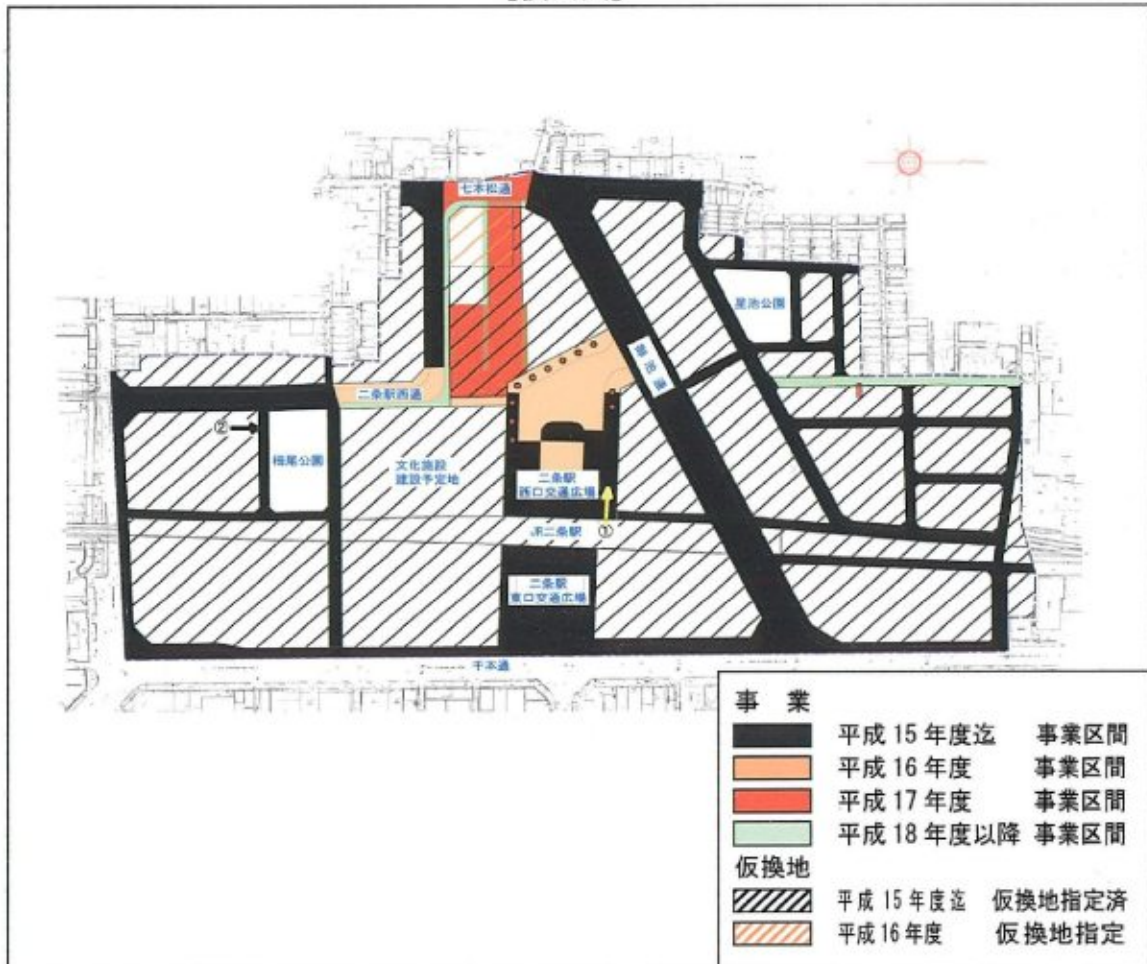 七本松通
星池公園
御池通
二条駅西通
②
栂尾公園
文化施設
建設予定地
二条駅
西口交通広場
JR二条駅
①
二条駅
東口交通広場
千本通
事 業
平成 15 年度迄 事業区間
平成 16 年度 事業区間
平成 17 年度 事業区間
平成 18 年度以降 事業区間
仮換地
平成 15 年度迄 仮換地指定済
平成 16 年度 仮換地指定